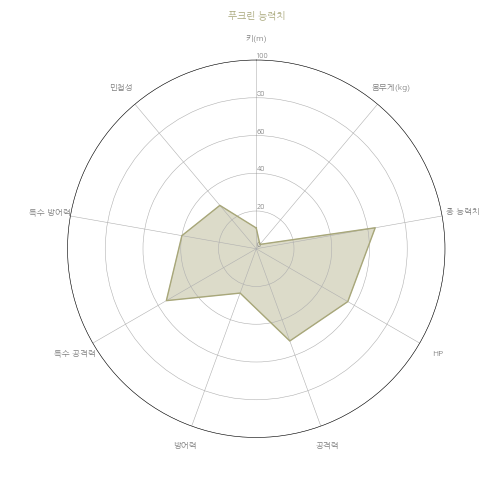 푸크린 능력치
키(m)
100
80
60
40
20
0
몸무게(kg)
총 능력치
HP
공격력
방어력
특수 공격력
특수 방어력
민첩성